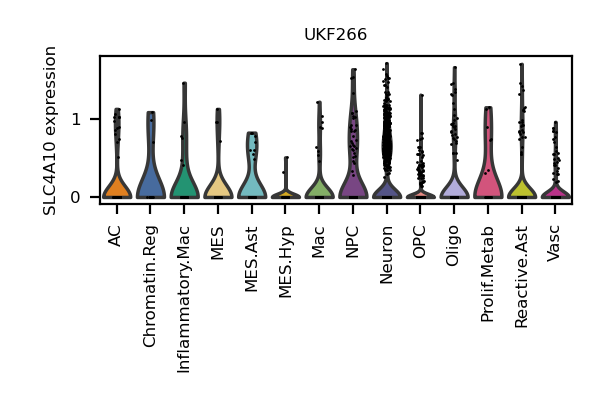 UKF266
SLC4A10 expression
1
0
AC
Chromatin.Reg
Inflammatory.Mac
MES
MES.Ast
MES.Hyp
Mac
NPC
Neuron
OPC
Oligo
Prolif.Metab
Reactive.Ast
Vasc